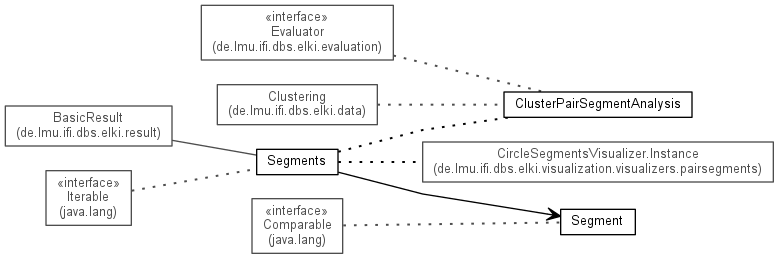 «interface»
Evaluator
(de.lmu.ifi.dbs.elki.evaluation)
Clustering
(de.lmu.ifi.dbs.elki.data)
ClusterPairSegmentAnalysis
BasicResult
(de.lmu.ifi.dbs.elki.result)
Segments
CircleSegmentsVisualizer.Instance
(de.lmu.ifi.dbs.elki.visualization.visualizers.pairsegments)
«interface»
Iterable
(java.lang)
«interface»
Comparable
(java.lang)
Segment